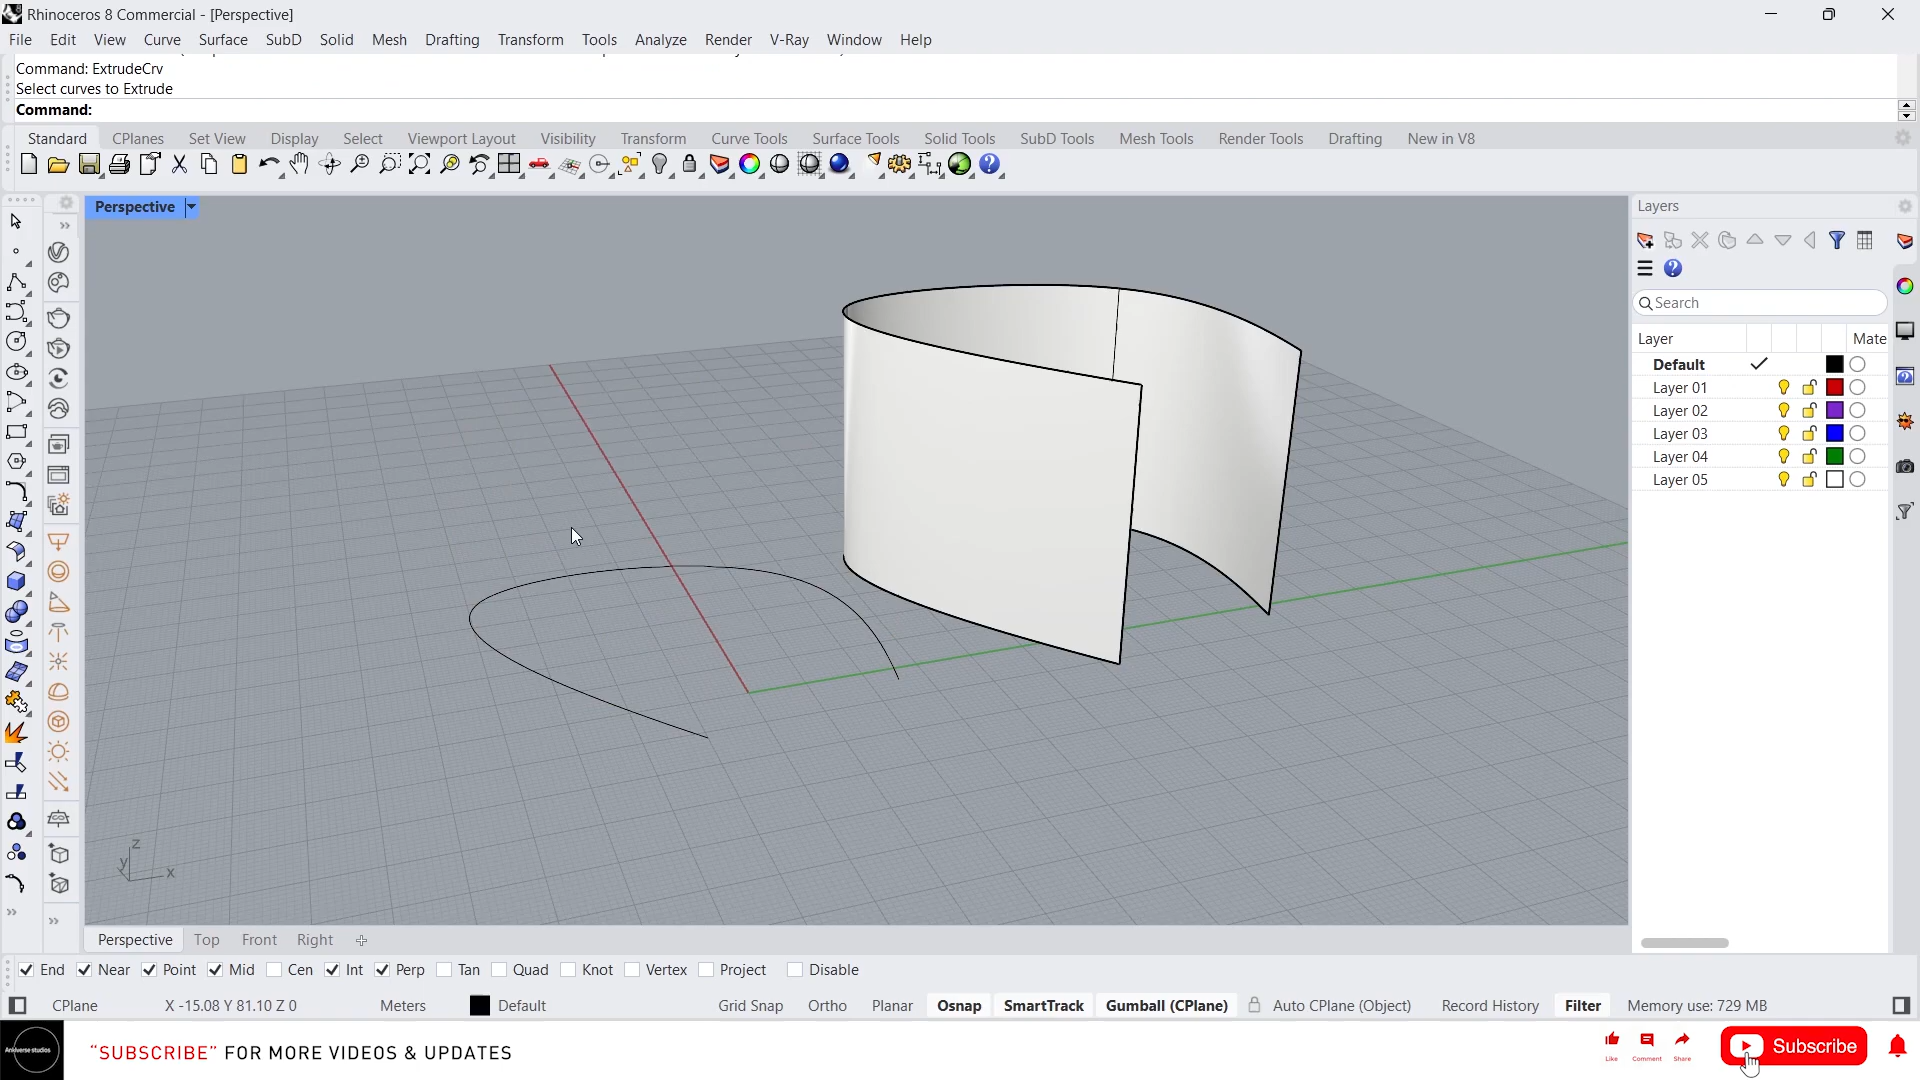 Rhinoceros 8 Commercial - [Perspective]
File Edit View Curve Surface SubD Solid Mesh Drafting Transform Tools Analyze Render V-Ray Window Help
Command: ExtrudeCrv
Select curves to Extrude
Command:
Standard CPlanes Set View Display Select Viewport Layout Visibility Transform Curve Tools Surface Tools Solid Tools SubD Tools Mesh Tools Render Tools Drafting New in V8
Perspective
Layers
Search
Layer Mate
Default
Layer 01
Layer 02
Layer 03
Layer 04
Layer 05
z
y
x
Perspective Top Front Right
End Near Point Mid Cen Int Perp Tan Quad Knot Vertex Project Disable
CPlane X -15.08 Y 81.10 Z 0 Meters Default Grid Snap Ortho Planar Osnap SmartTrack Gumball (CPlane) Auto CPlane (Object) Record History Filter Memory use: 729 MB
"SUBSCRIBE" FOR MORE VIDEOS & UPDATES
Like Comment Share
Subscribe